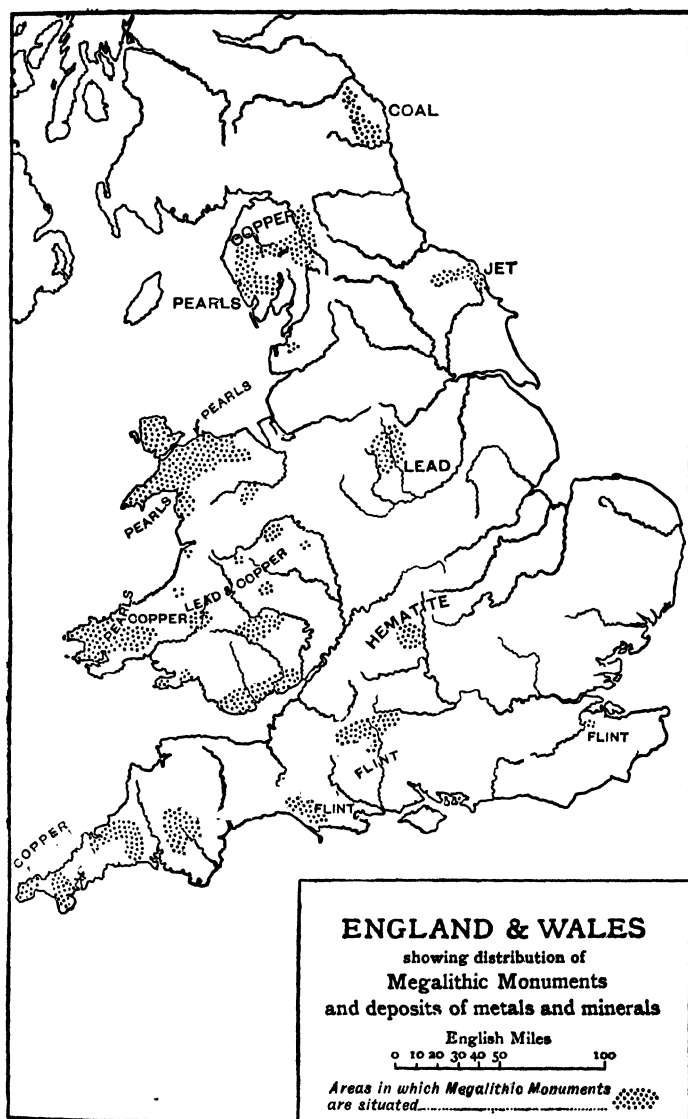 COAL
COPPER
JET
PEARLS
PEARLS
LEAD
PEARLS
LEAD & COPPER
PEARLS
COPPER
HEMATITE
FLINT
FLINT
FLINT
COPPER
ENGLAND & WALES
showing distribution of
Megalithic Monuments
and deposits of metals and minerals
English Miles
0 10 20 30 40 50 100
Areas in which Megalithic Monuments
are situated